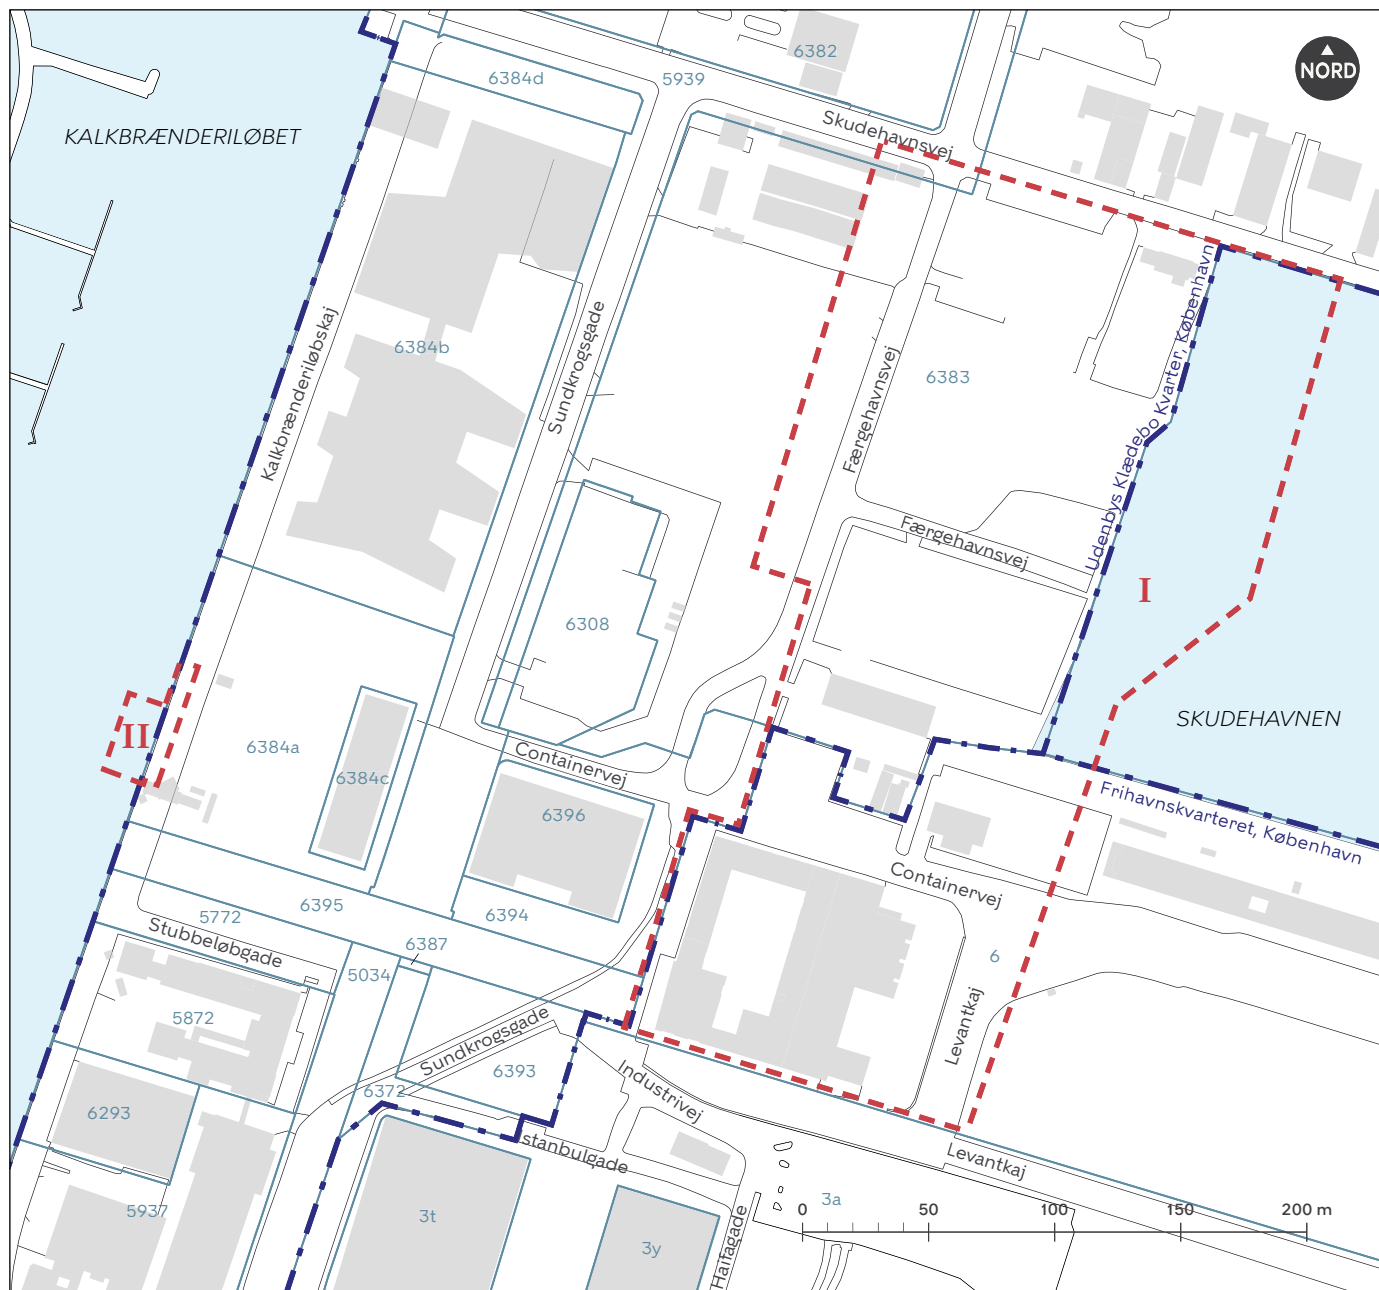 6382
6384d
5939
NORD
KALKBRÆNDERILØBET
Skudehavnsvej
Udenbys Klædebo Kvarter, København
Sundkrogsgade
Kalkbrænderiløbskaj
6384b
Færgehavnsvej
6383
Færgehavnsvej
I
6308
SKUDEHAVNEN
II
6384a
6384c
Containervej
6396
Frihavnskvarteret, København
Containervej
6395
5772
6394
Stubbeløbgade
6387
5034
6
5872
Sundkrogsgade
Levantkaj
6393
Industrivej
6372
6293
stanbulgade
Levantkaj
5937
3t
3a
3y
Haifagade
0 50 100 150 200 m